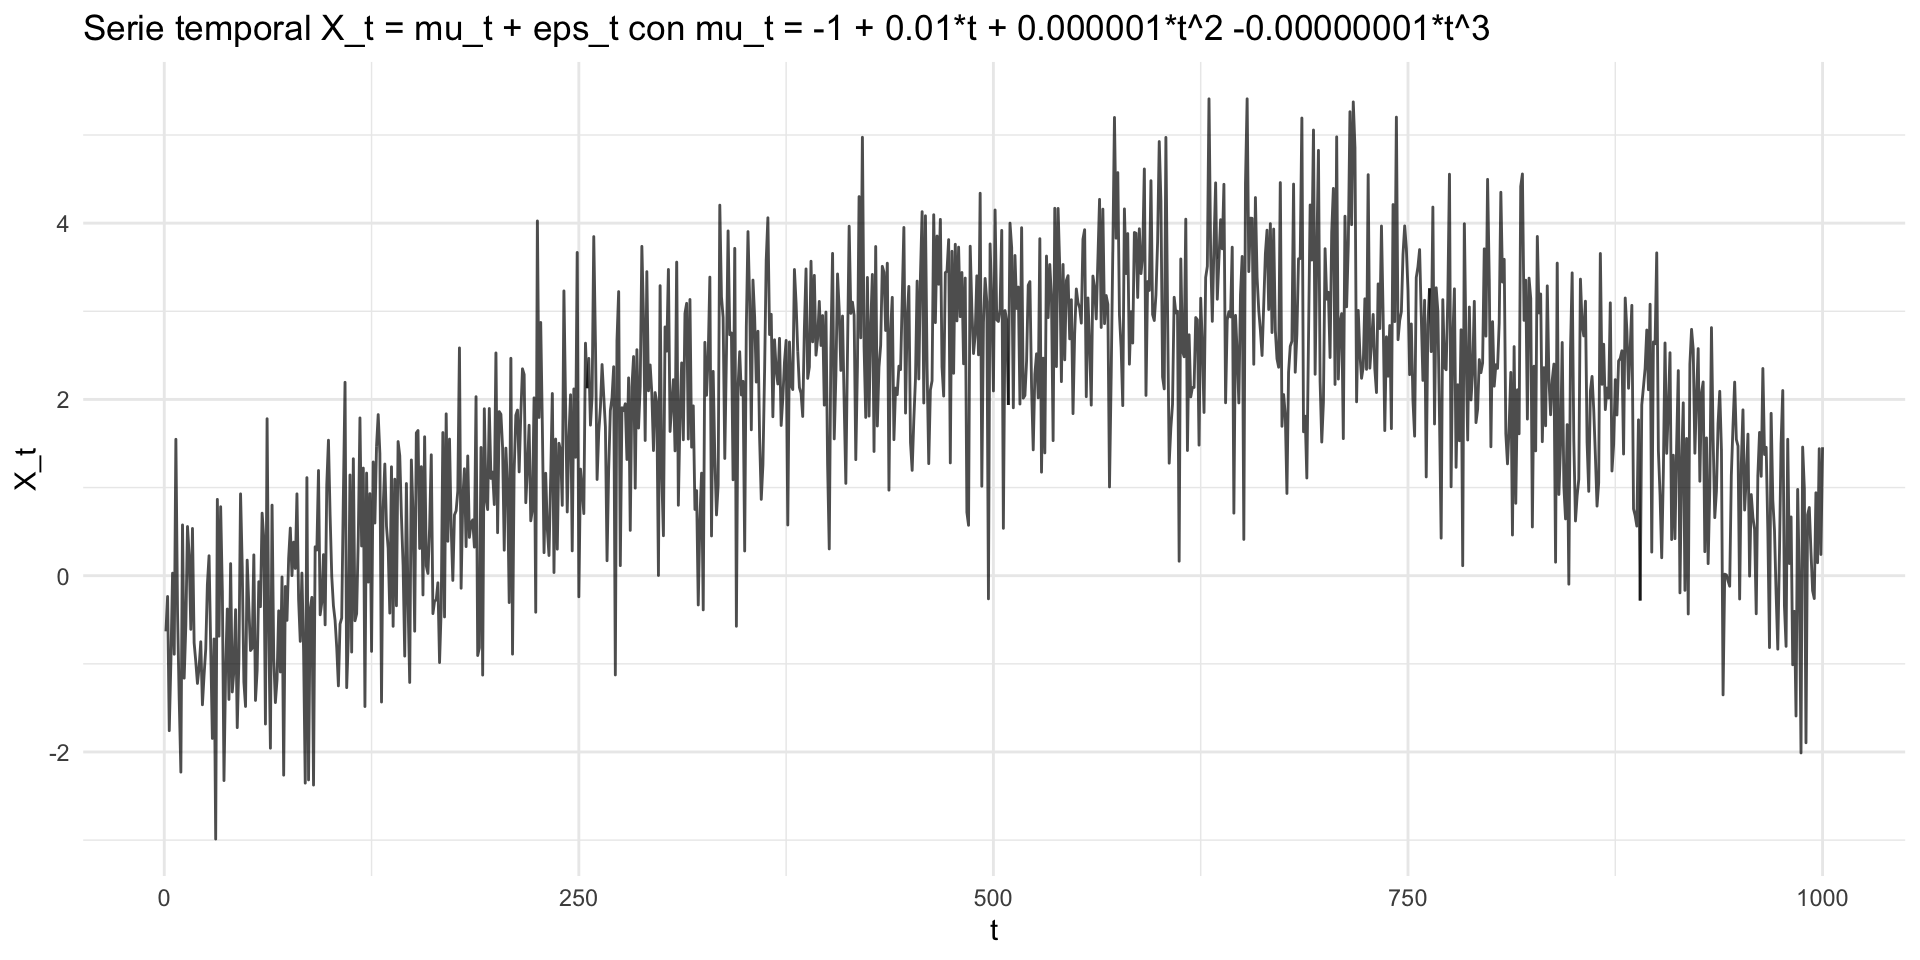 Serie temporal X_t = mu_t + eps_t con mu_t = -1 + 0.01*t + 0.000001*t^2 -0.00000001*t^3
X_t
4
2
0
-2
0 250 500 750 1000
t